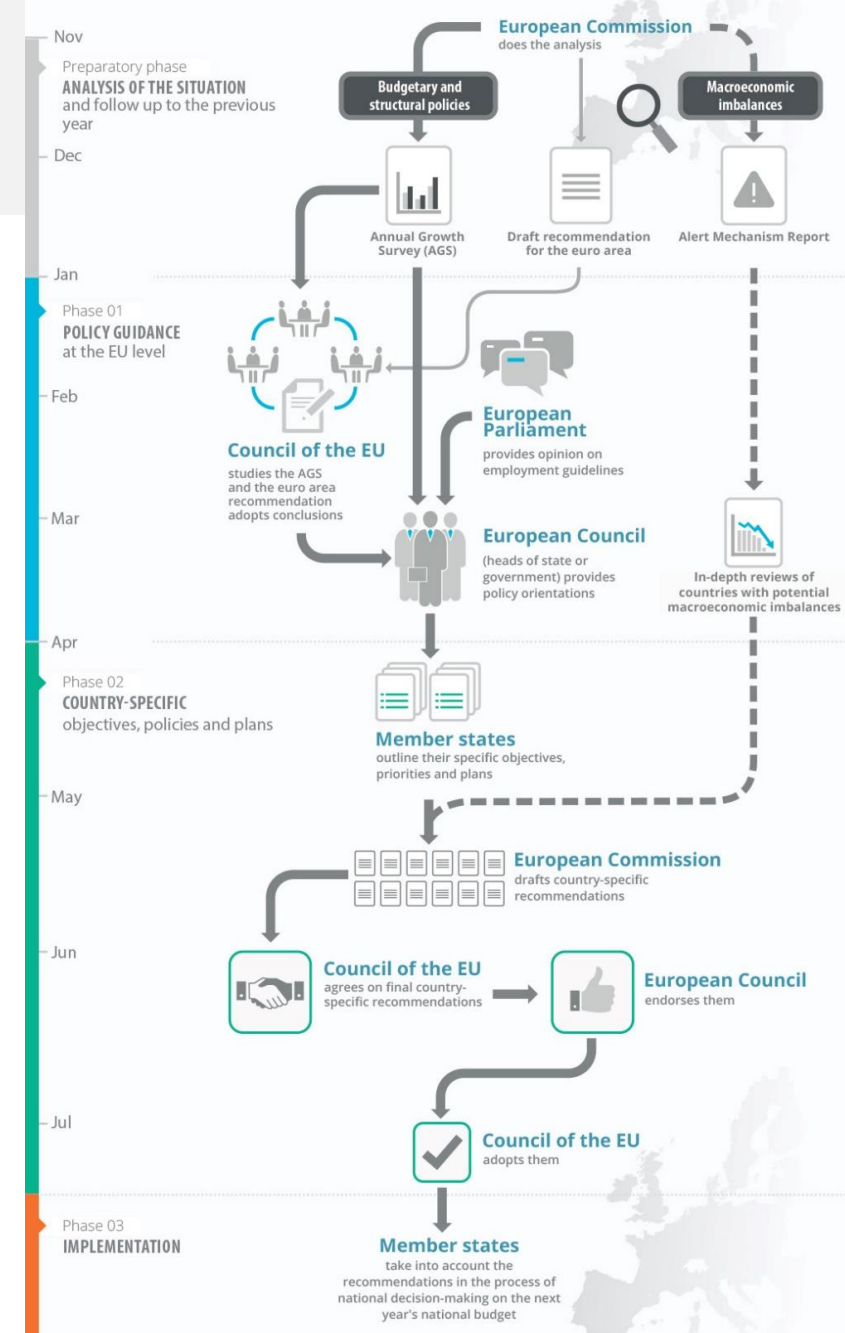 European Commission
does the analysis
Nov
Preparatory phase
ANALYSIS OF THE SITUATION
and follow up to the previous
year
Budgetary and
structural policies
Macroeconomic
imbalances
Dec
Annual Growth
Survey (AGS)
Draft recommendation
for the euro area
Alert Mechanism Report
Jan
Phase 01
POLICY GUIDANCE
at the EU level
Feb
European
Parliament
provides opinion on
employment guidelines
Council of the EU
studies the AGS
and the euro area
recommendation
adopts conclusions
Mar
European Council
(heads of state or
government) provides
policy orientations
In-depth reviews of
countries with potential
macroeconomic imbalances
Apr
Phase 02
COUNTRY-SPECIFIC
objectives, policies and plans
Member states
outline their specific objectives,
priorities and plans
May
European Commission
drafts country-specific
recommendations
Jun
Council of the EU
agrees on final country-
specific recommendations
European Council
endorses them
Jul
Council of the EU
adopts them
Phase 03
IMPLEMENTATION
Member states
take into account the
recommendations in the process of
national decision-making on the next
year's national budget